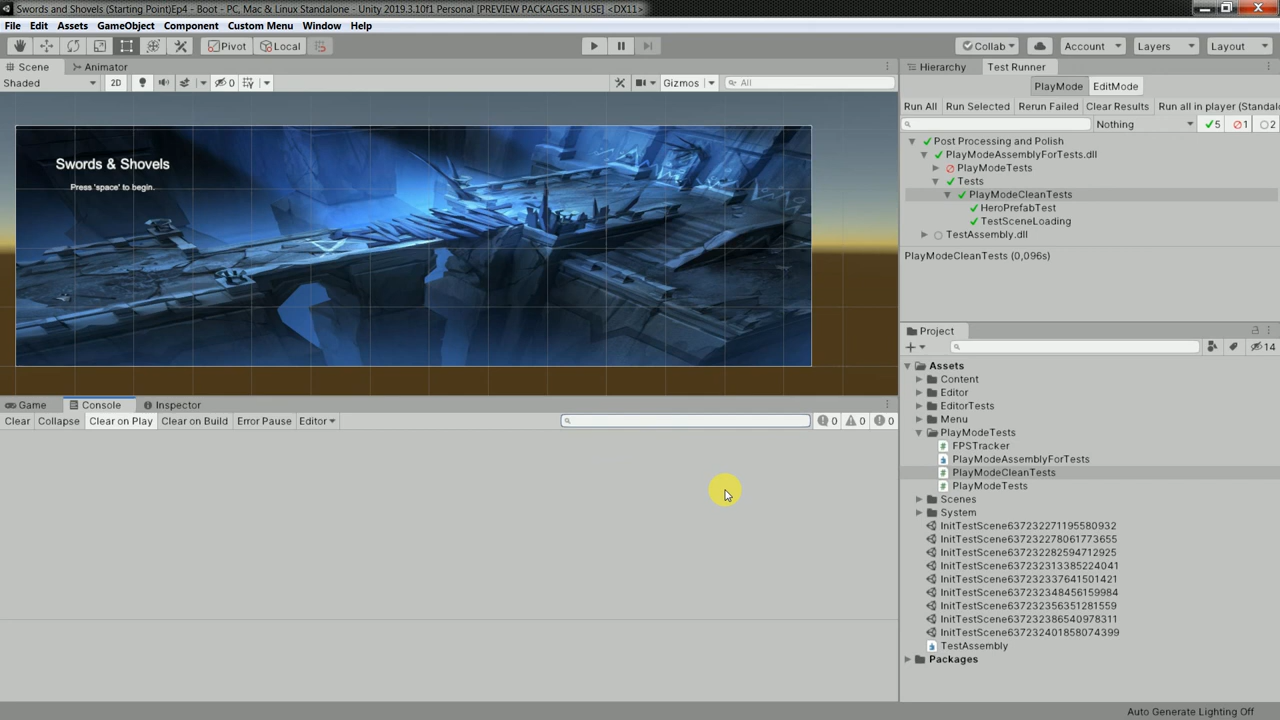 Swords and Shovels (Starting Point)Ep4 - Boot - PC, Mac & Linux Standalone - Unity 2019.3.10f1 Personal [PREVIEW PACKAGES IN USE] <DX11>
File Edit Assets GameObject Component Custom Menu Window Help
Pivot Local Collab Account Layers Layout
Scene Animator
Shaded 2D 0 Gizmos All
Swords & Shovels
Press 'space' to begin.
Hierarchy Test Runner
PlayMode EditMode
Run All Run Selected Rerun Failed Clear Results Run all in player (Standalo
Nothing 5 1 2
Post Processing and Polish
PlayModeAssemblyForTests.dll
PlayModeTests
Tests
PlayModeCleanTests
HeroPrefabTest
TestSceneLoading
TestAssembly.dll
PlayModeCleanTests (0,096s)
Game Console Inspector
Clear Collapse Clear on Play Clear on Build Error Pause Editor 0 0 0
Project
14
Assets
Content
Editor
EditorTests
Menu
PlayModeTests
FPSTracker
PlayModeAssemblyForTests
PlayModeCleanTests
PlayModeTests
Scenes
System
InitTestScene637232271195580932
InitTestScene637232278061773655
InitTestScene637232282594712925
InitTestScene637232313385224041
InitTestScene637232337641501421
InitTestScene637232348456159984
InitTestScene637232356351281559
InitTestScene637232386540978311
InitTestScene637232401858074399
TestAssembly
Packages
Auto Generate Lighting Off